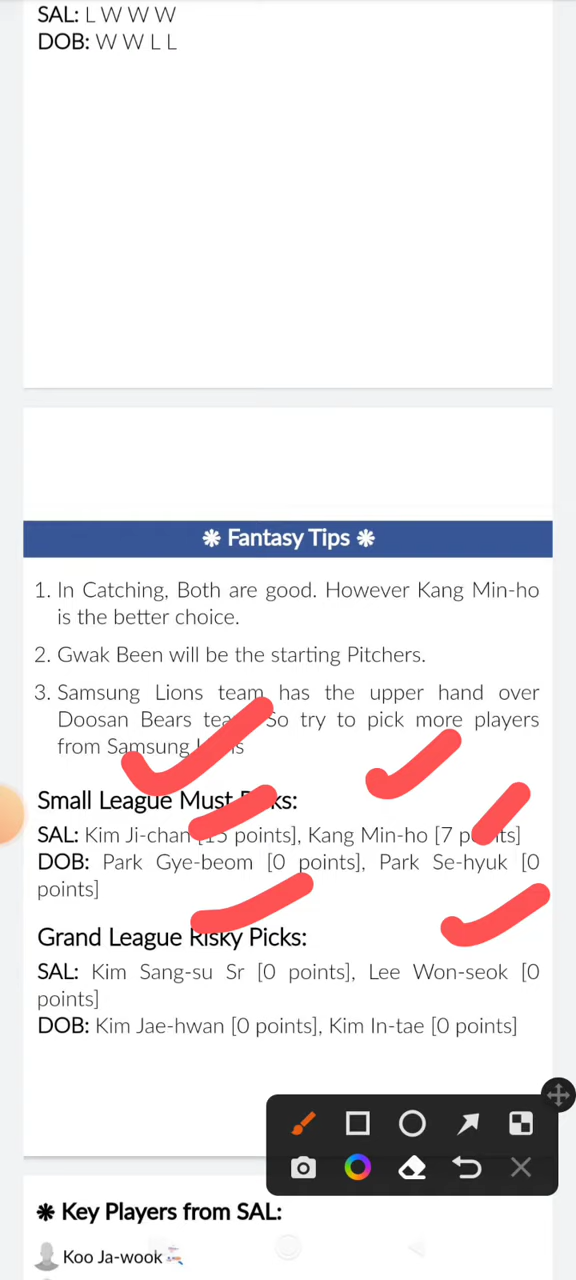 SAL: L W W W
DOB: W W L L
❋ Fantasy Tips ❋
1. In Catching, Both are good. However Kang Min-ho
is the better choice.
2. Gwak Been will be the starting Pitchers.
3. Samsung Lions team has the upper hand over
Doosan Bears So try to pick more players
from Samsung
Small League Must
SAL: Kim Ji-chan points], Kang Min-ho [7
DOB: Park Gye-beom [0 points], Park Se-hyuk [0
points]
Grand League Risky Picks:
SAL: Kim Sang-su Sr [0 points], Lee Won-seok [0
points]
DOB: Kim Jae-hwan [0 points], Kim In-tae [0 points]
❋ Key Players from SAL:
Koo Ja-wook